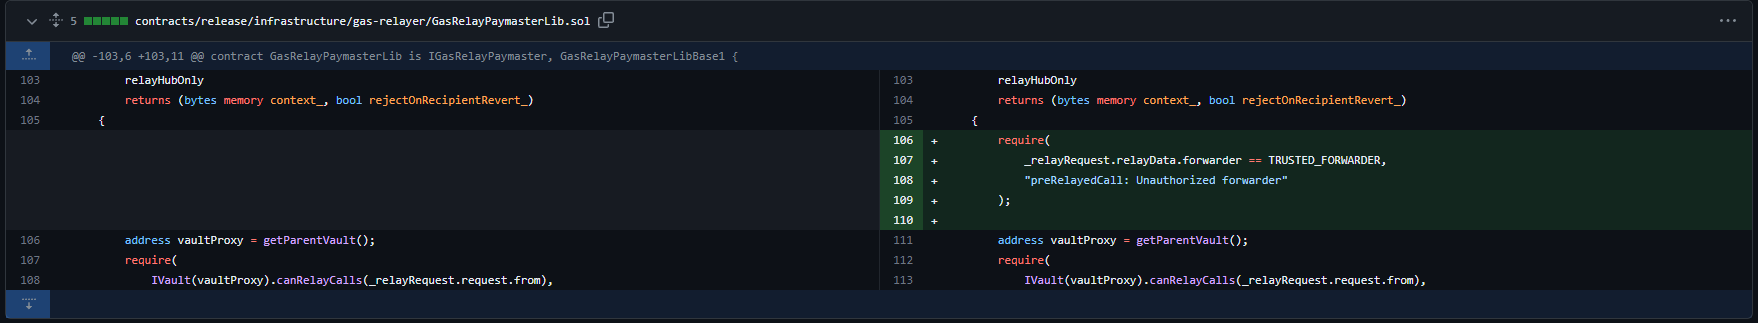 5 contracts/release/infrastructure/gas-relayer/GasRelayPaymasterLib.sol
@@ -103,6 +103,11 @@ contract GasRelayPaymasterLib is IGasRelayPaymaster, GasRelayPaymasterLibBase1 {
103 relayHubOnly
104 returns (bytes memory context_, bool rejectOnRecipientRevert_)
105 {
106 address vaultProxy = getParentVault();
107 require(
108 IVault(vaultProxy).canRelayCalls(_relayRequest.request.from),
103 relayHubOnly
104 returns (bytes memory context_, bool rejectOnRecipientRevert_)
105 {
106 + require(
107 + _relayRequest.relayData.forwarder == TRUSTED_FORWARDER,
108 + "preRelayedCall: Unauthorized forwarder"
109 + );
110 +
111 address vaultProxy = getParentVault();
112 require(
113 IVault(vaultProxy).canRelayCalls(_relayRequest.request.from),